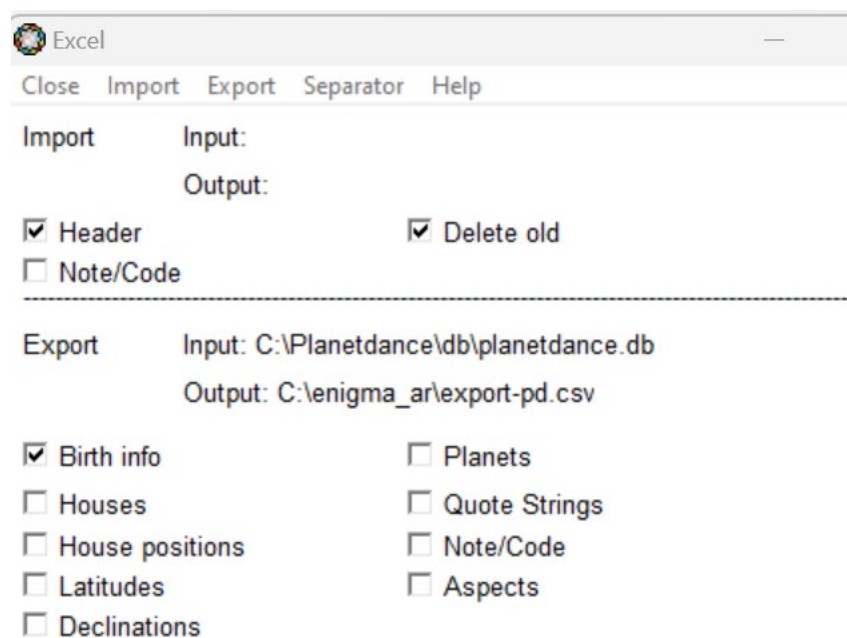 Excel
Close Import Export Separator Help
Import Input:
Output:
Header Delete old
Note/Code
Export Input: C:\Planetdance\db\planetdance.db
Output: C:\enigma_ar\export-pd.csv
Birth info Planets
Houses Quote Strings
House positions Note/Code
Latitudes Aspects
Declinations